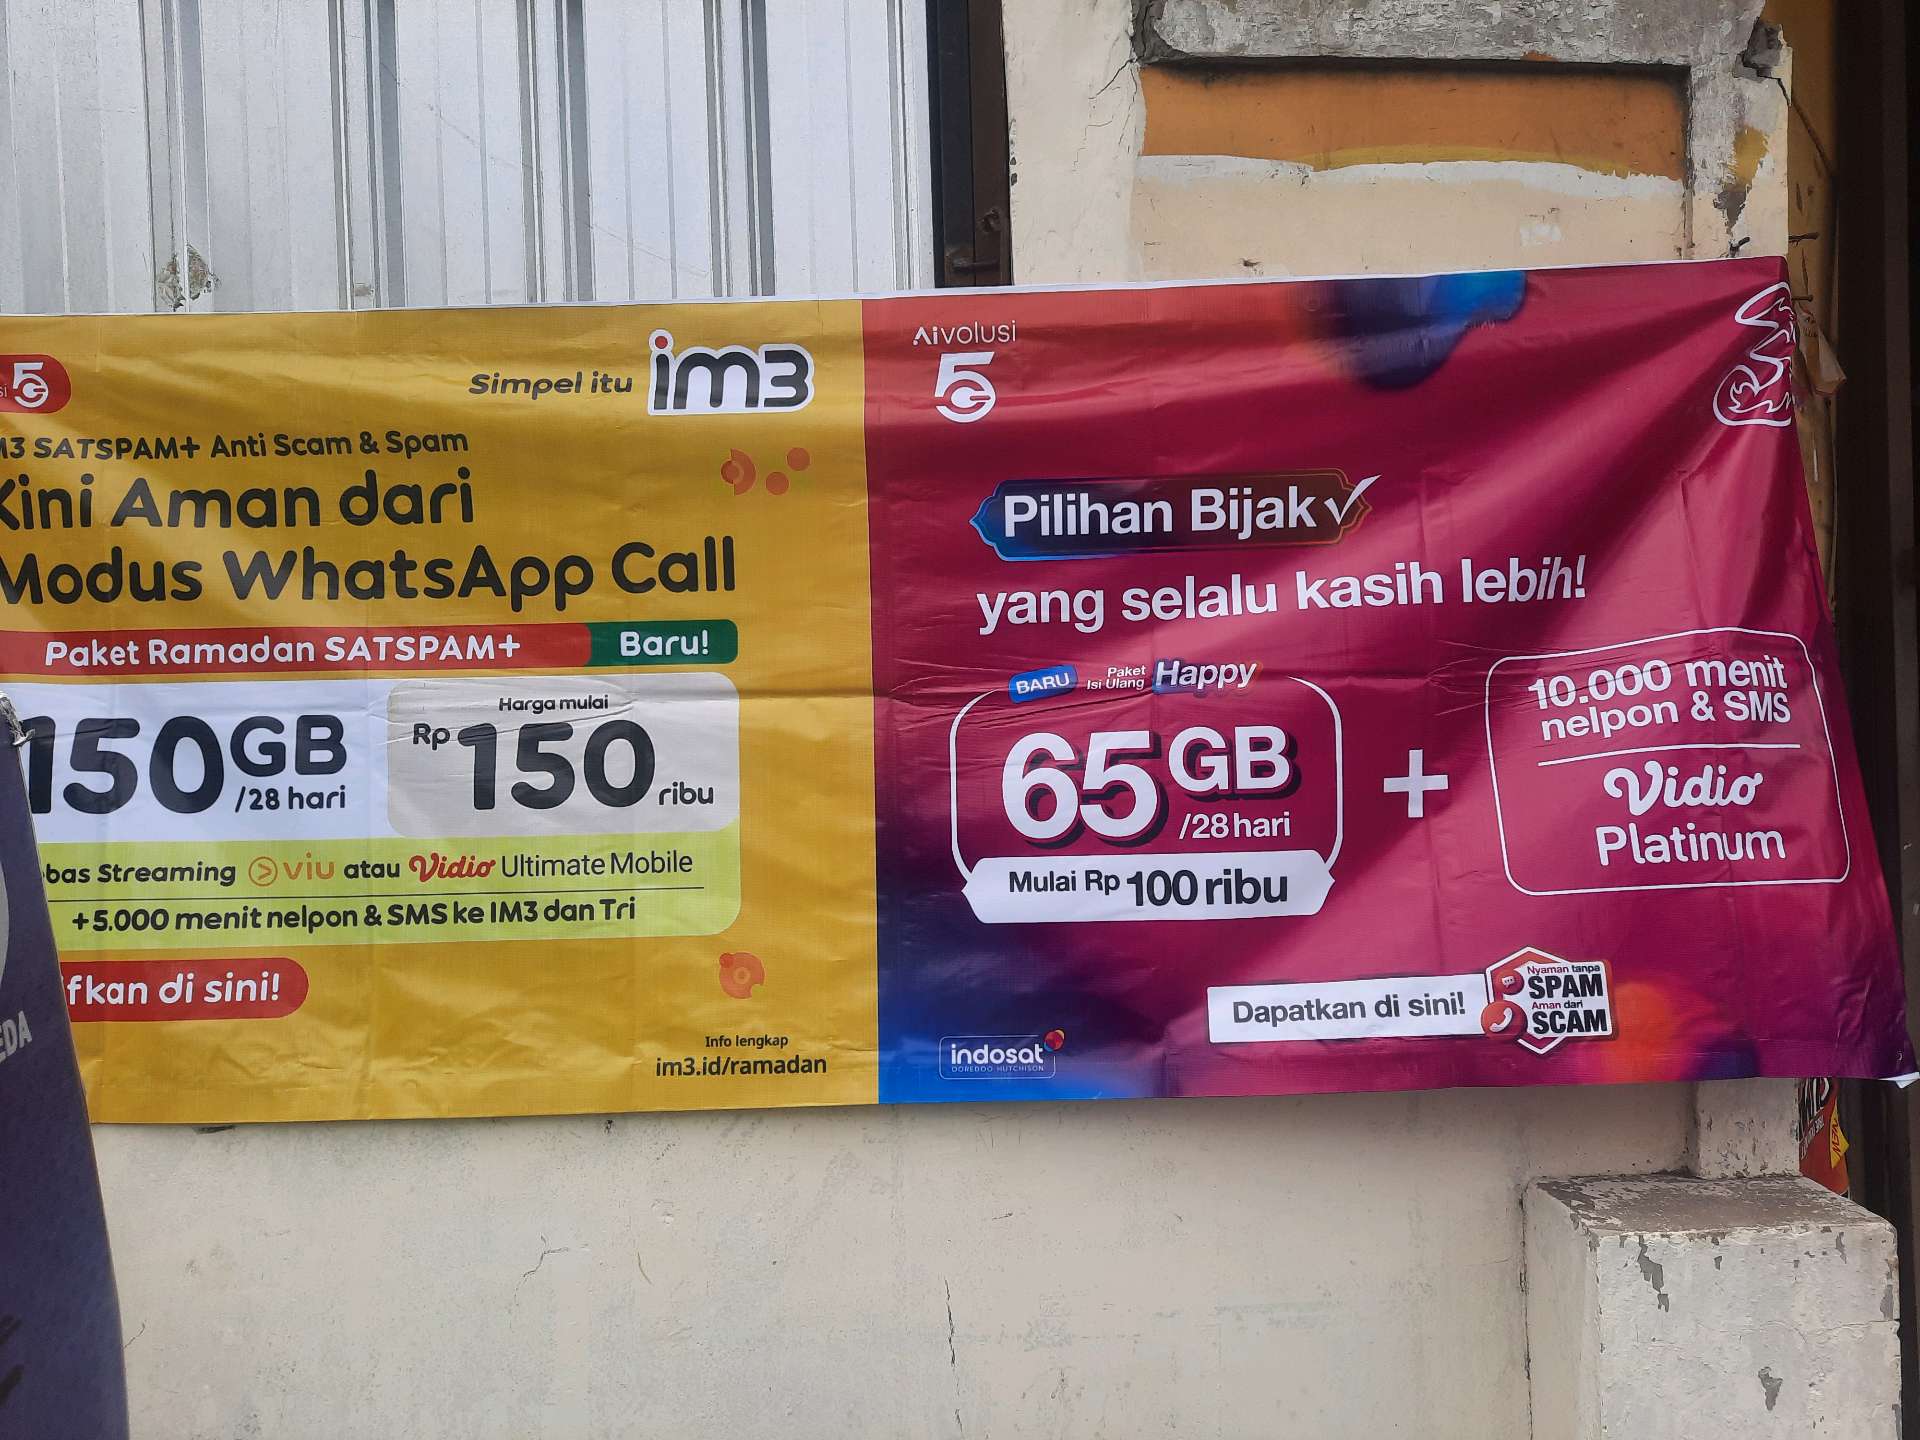 5G
Simpel itu im3
SATSPAM+ Anti Scam & Spam
Kini Aman dari
Modus WhatsApp Call
Paket Ramadan SATSPAM+ Baru!
150GB
/28 hari
Harga mulai
Rp 150 ribu
Streaming viu atau Vidio Ultimate Mobile
+5.000 menit nelpon & SMS ke IM3 dan Tri
di sini!
Info lengkap
im3.id/ramadan
Aivolusi
5G
3
Pilihan Bijak
yang selalu kasih lebih!
BARU Paket Isi Ulang Happy
65GB
/28 hari
Mulai Rp 100 ribu
+
10.000 menit
nelpon & SMS
Vidio
Platinum
Dapatkan di sini!
Nyaman tanpa
SPAM
Aman dari
SCAM
indosat
OOREDOO HUTCHISON